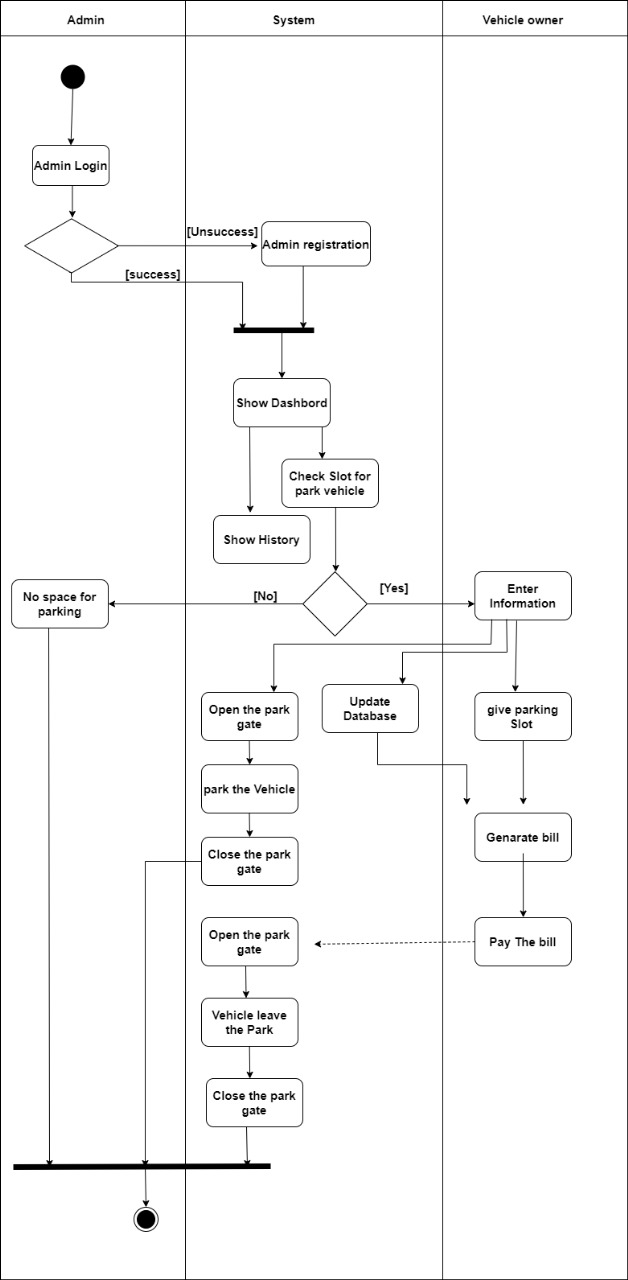 Admin
System
Vehicle owner
Admin Login
[Unsuccess]
Admin registration
[success]
Show Dashbord
Check Slot for
park vehicle
Show History
No space for
parking
[No]
[Yes]
Enter
Information
Open the park
gate
Update
Database
give parking
Slot
park the Vehicle
Genarate bill
Close the park
gate
Open the park
gate
Pay The bill
Vehicle leave
the Park
Close the park
gate